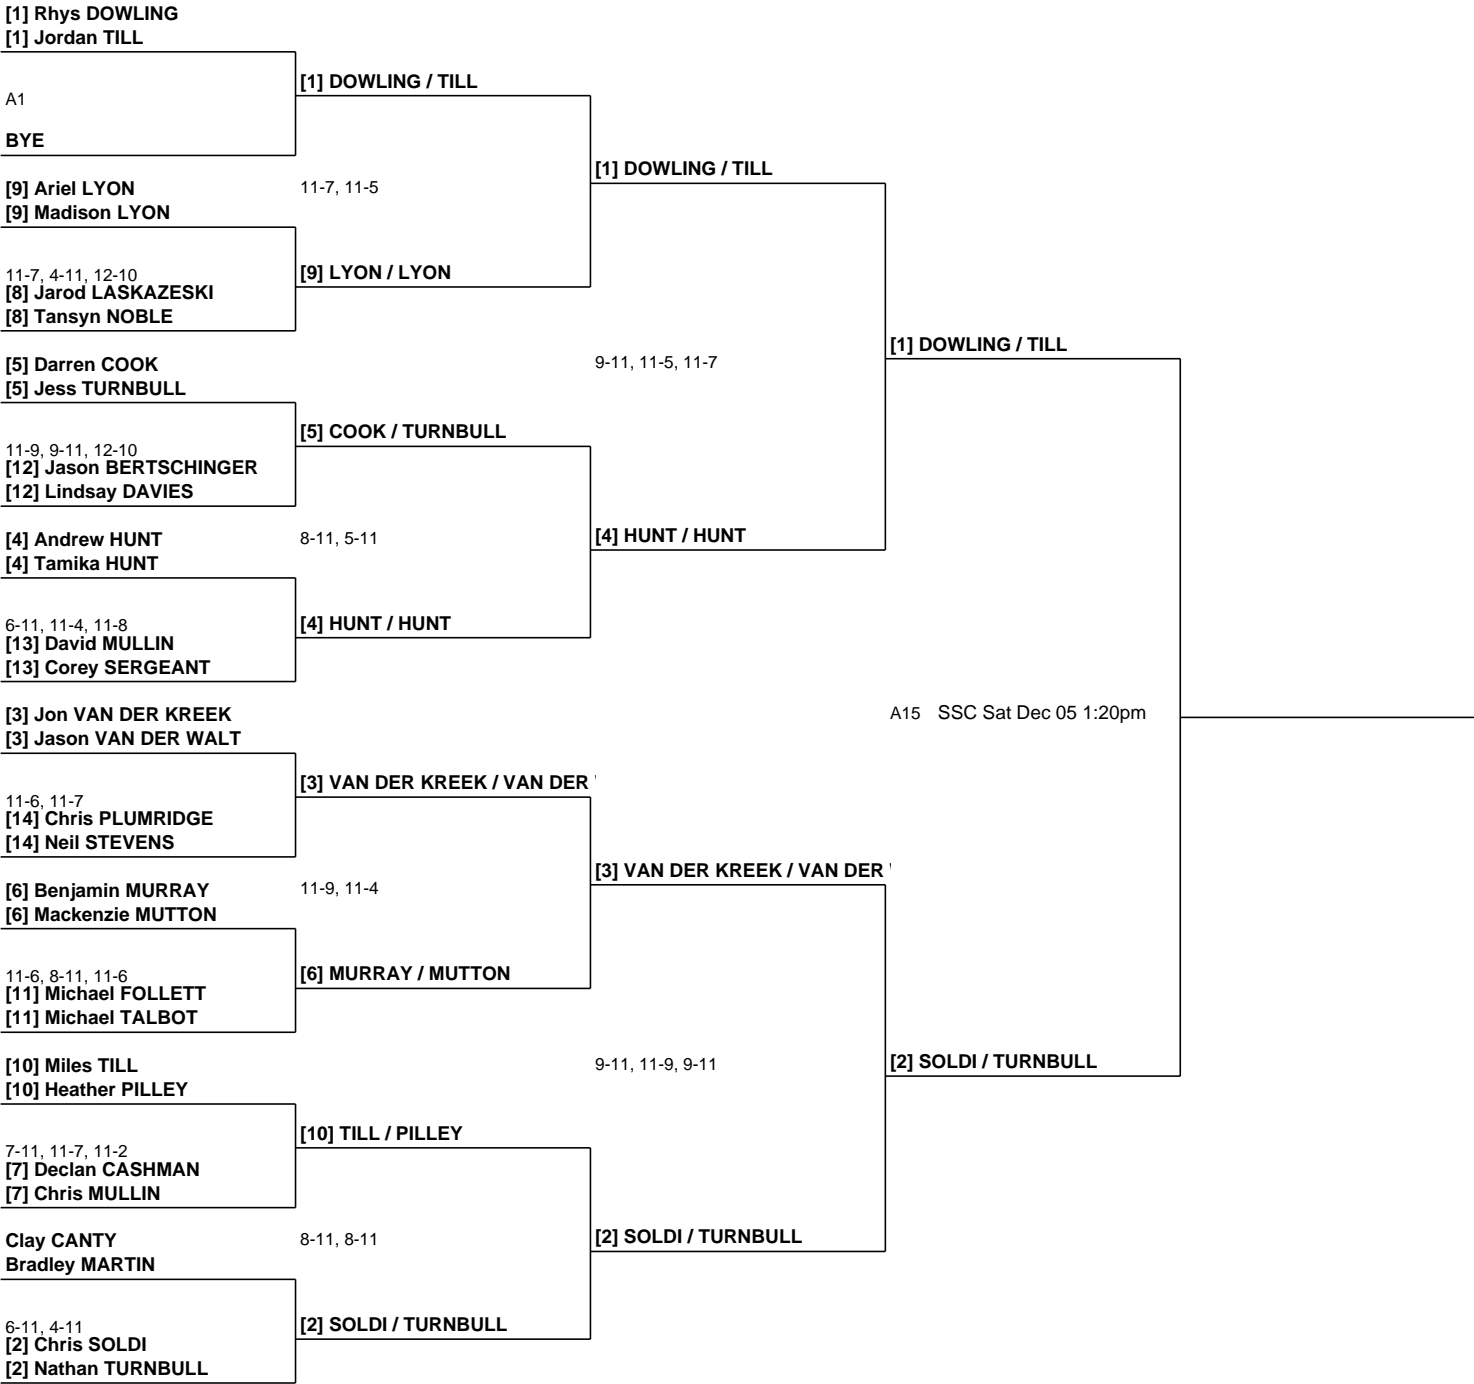 [1] Rhys DOWLING
[1] Jordan TILL
[1] DOWLING / TILL
A1
BYE
[1] DOWLING / TILL
[9] Ariel LYON
11-7, 11-5
[9] Madison LYON
11-7, 4-11, 12-10
[9] LYON / LYON
[8] Jarod LASKAZESKI
[8] Tansyn NOBLE
[1] DOWLING / TILL
[5] Darren COOK
9-11, 11-5, 11-7
[5] Jess TURNBULL
[5] COOK / TURNBULL
11-9, 9-11, 12-10
[12] Jason BERTSCHINGER
[12] Lindsay DAVIES
[4] Andrew HUNT
8-11, 5-11
[4] HUNT / HUNT
[4] Tamika HUNT
6-11, 11-4, 11-8
[4] HUNT / HUNT
[13] David MULLIN
[13] Corey SERGEANT
[3] Jon VAN DER KREEK
A15 SSC Sat Dec 05 1:20pm
[3] Jason VAN DER WALT
[3] VAN DER KREEK / VAN DER
11-6, 11-7
[14] Chris PLUMRIDGE
[14] Neil STEVENS
[3] VAN DER KREEK / VAN DER
[6] Benjamin MURRAY
11-9, 11-4
[6] Mackenzie MUTTON
11-6, 8-11, 11-6
[6] MURRAY / MUTTON
[11] Michael FOLLETT
[11] Michael TALBOT
[10] Miles TILL
9-11, 11-9, 9-11
[2] SOLDI / TURNBULL
[10] Heather PILLEY
[10] TILL / PILLEY
7-11, 11-7, 11-2
[7] Declan CASHMAN
[7] Chris MULLIN
Clay CANTY
8-11, 8-11
[2] SOLDI / TURNBULL
Bradley MARTIN
6-11, 4-11
[2] SOLDI / TURNBULL
[2] Chris SOLDI
[2] Nathan TURNBULL